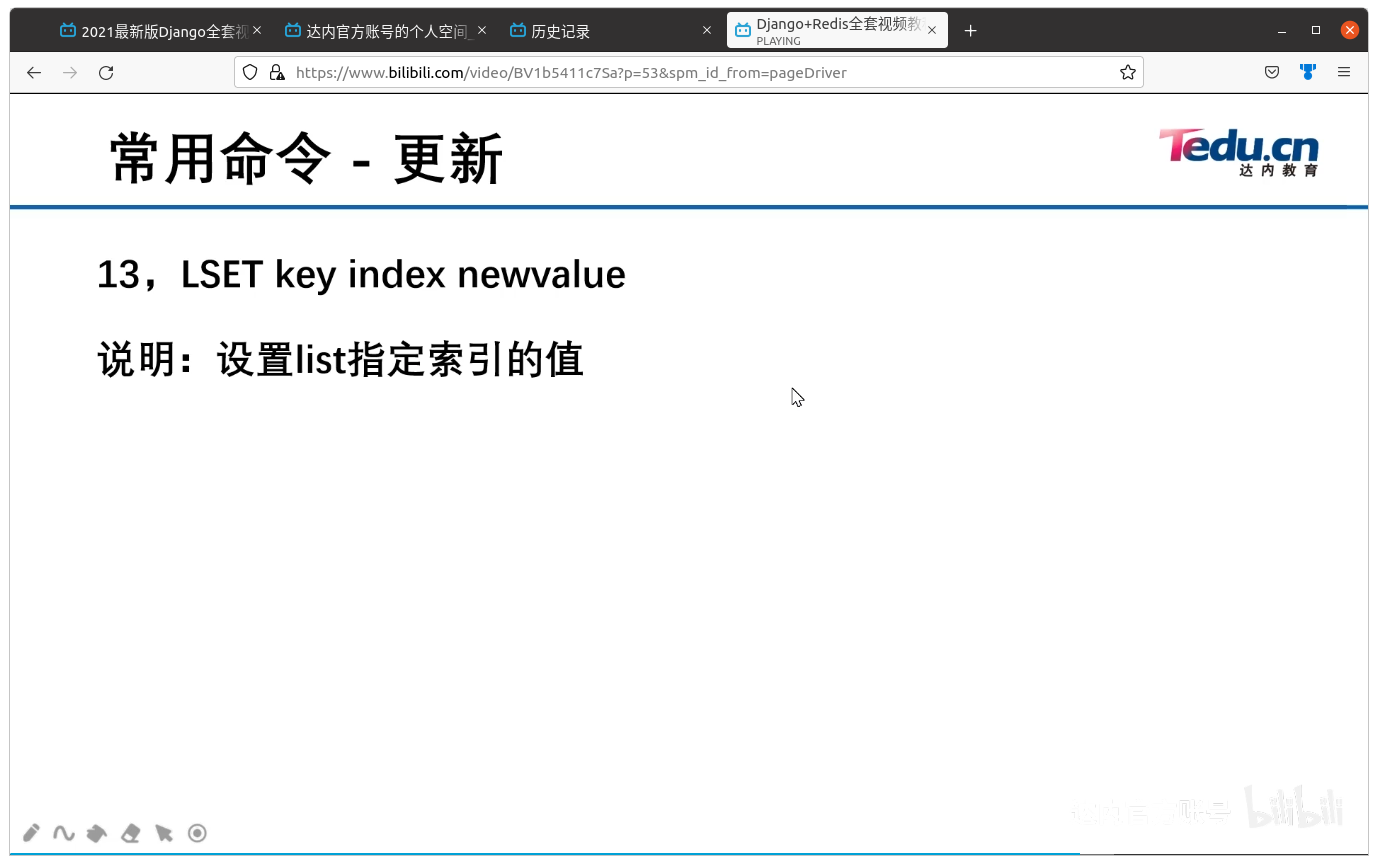 2021最新版Django全套视
达内官方账号的个人空间_
历史记录
Django+Redis全套视频教
PLAYING
https://www.bilibili.com/video/BV1b5411c7Sa?p=53&spm_id_from=pageDriver
常用命令 - 更新
Tedu.cn
达内教育
13，LSET key index newvalue
说明：设置list指定索引的值
bilibili